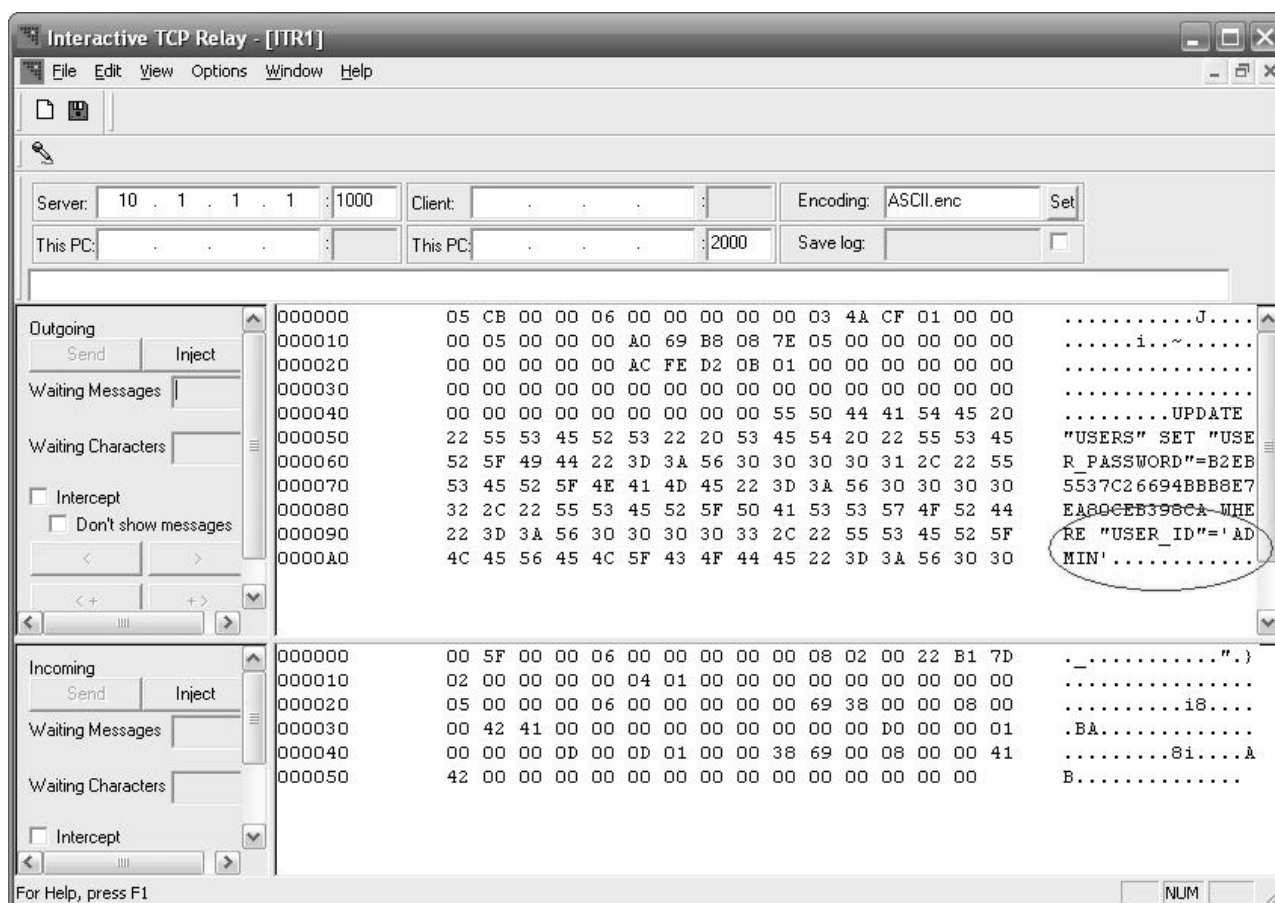 Interactive TCP Relay - [ITR1]
File Edit View Options Window Help
Server: 10 . 1 . 1 . 1 : 1000 Client: . . . : Encoding: ASCII.enc Set
This PC: . . . : This PC: . . . : 2000 Save log:
Outgoing
Send Inject
Waiting Messages
Waiting Characters
Intercept
Don't show messages
< >
<+ +>
000000 05 CB 00 00 06 00 00 00 00 00 03 4A CF 01 00 00 ...........J....
000010 00 05 00 00 00 A0 69 B8 08 7E 05 00 00 00 00 00 ......i..~......
000020 00 00 00 00 00 AC FE D2 0B 01 00 00 00 00 00 00 ................
000030 00 00 00 00 00 00 00 00 00 00 00 00 00 00 00 00 ................
000040 00 00 00 00 00 00 00 00 00 55 50 44 41 54 45 20 .........UPDATE
000050 22 55 53 45 52 53 22 20 53 45 54 20 22 55 53 45 "USERS" SET "USE
000060 52 5F 49 44 22 3D 3A 56 30 30 30 30 31 2C 22 55 R_PASSWORD"=B2EB
000070 53 45 52 5F 4E 41 4D 45 22 3D 3A 56 30 30 30 30 5537C26694BBB8E7
000080 32 2C 22 55 53 45 52 5F 50 41 53 53 57 4F 52 44 EA80CEB398CA WHE
000090 22 3D 3A 56 30 30 30 30 33 2C 22 55 53 45 52 5F RE "USER_ID"='AD
0000A0 4C 45 56 45 4C 5F 43 4F 44 45 22 3D 3A 56 30 30 MIN'............
Incoming
Send Inject
Waiting Messages
Waiting Characters
Intercept
000000 00 5F 00 00 06 00 00 00 00 00 08 02 00 22 B1 7D ._...........".}
000010 02 00 00 00 00 04 01 00 00 00 00 00 00 00 00 00 ................
000020 05 00 00 00 06 00 00 00 00 00 69 38 00 00 08 00 ..........i8....
000030 00 42 41 00 00 00 00 00 00 00 00 00 D0 00 00 01 .BA.............
000040 00 00 00 0D 00 0D 01 00 00 38 69 00 08 00 00 41 .........8i....A
000050 42 00 00 00 00 00 00 00 00 00 00 00 00 00 00 B..............
For Help, press F1 NUM